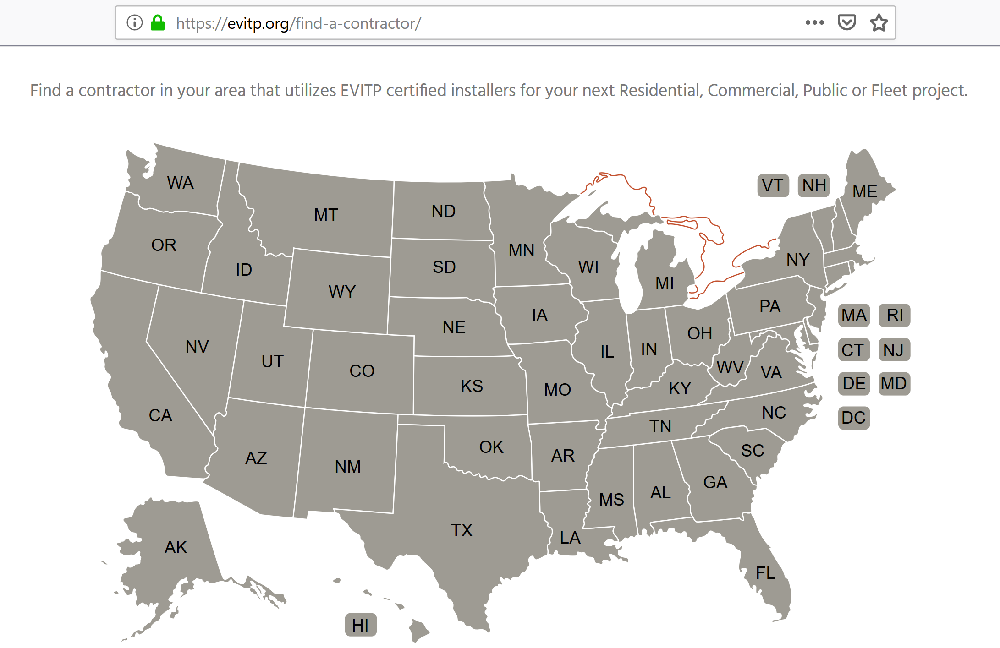 https://evitp.org/find-a-contractor/
Find a contractor in your area that utilizes EVITP certified installers for your next Residential, Commercial, Public or Fleet project.
WA
VT NH
ME
MT
ND
OR
MN
NY
ID
SD
WI
MI
WY
PA
IA
MA RI
NE
OH
NV
IN
IL
CT NJ
UT
CO
WV
VA
KS
MO
KY
DE MD
CA
NC
DC
TN
OK
SC
AZ
AR
NM
GA
AL
MS
TX
LA
AK
FL
HI